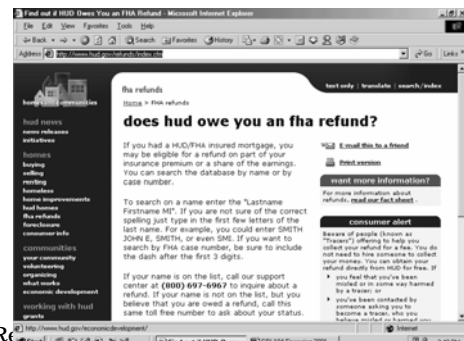 Find out if HUD Owes You an FHA Refund - Microsoft Internet Explorer
File Edit View Favorites Tools Help
Back Search Favorites History
Address http://www.hud.gov/refunds/index.cfm Go Links »
homes and communities
hud news
news releases
initiatives
homes
buying
selling
renting
homeless
home improvements
hud homes
fha refunds
foreclosure
consumer info
communities
your community
volunteering
organizing
what works
economic development
working with hud
grants
fha refunds
text only | translate | search/index
Home > FHA refunds
does hud owe you an fha refund?
If you had a HUD/FHA insured mortgage, you
may be eligible for a refund on part of your
insurance premium or a share of the earnings.
You can search the database by name or by
case number.
To search on a name enter the "Lastname
Firstname MI". If you are not sure of the correct
spelling just type in the first few letters of the
last name. For example, you could enter SMITH
JOHN E, SMITH, or even SMI. If you want to
search by FHA case number, be sure to include
the dash after the first 3 digits.
If your name is on the list, call our support
center at (800) 697-6967 to inquire about a
refund. If your name is not on the list, but you
believe that you are owed a refund, call this
same toll free number to ask about your status.
E-mail this to a friend
Print version
want more information?
For more information about
refunds, read our fact sheet.
consumer alert
Beware of people (known as
"Tracers") offering to help you
collect your refund for a fee. You do
not need to hire someone to collect
your money. You can obtain your
refund directly from HUD for free. If
you feel that you've been
misled or in some way harmed
by a tracer; or
you've been contacted by
someone asking you to
become a tracer, who you
http://www.hud.gov/economicdevelopment/ Internet